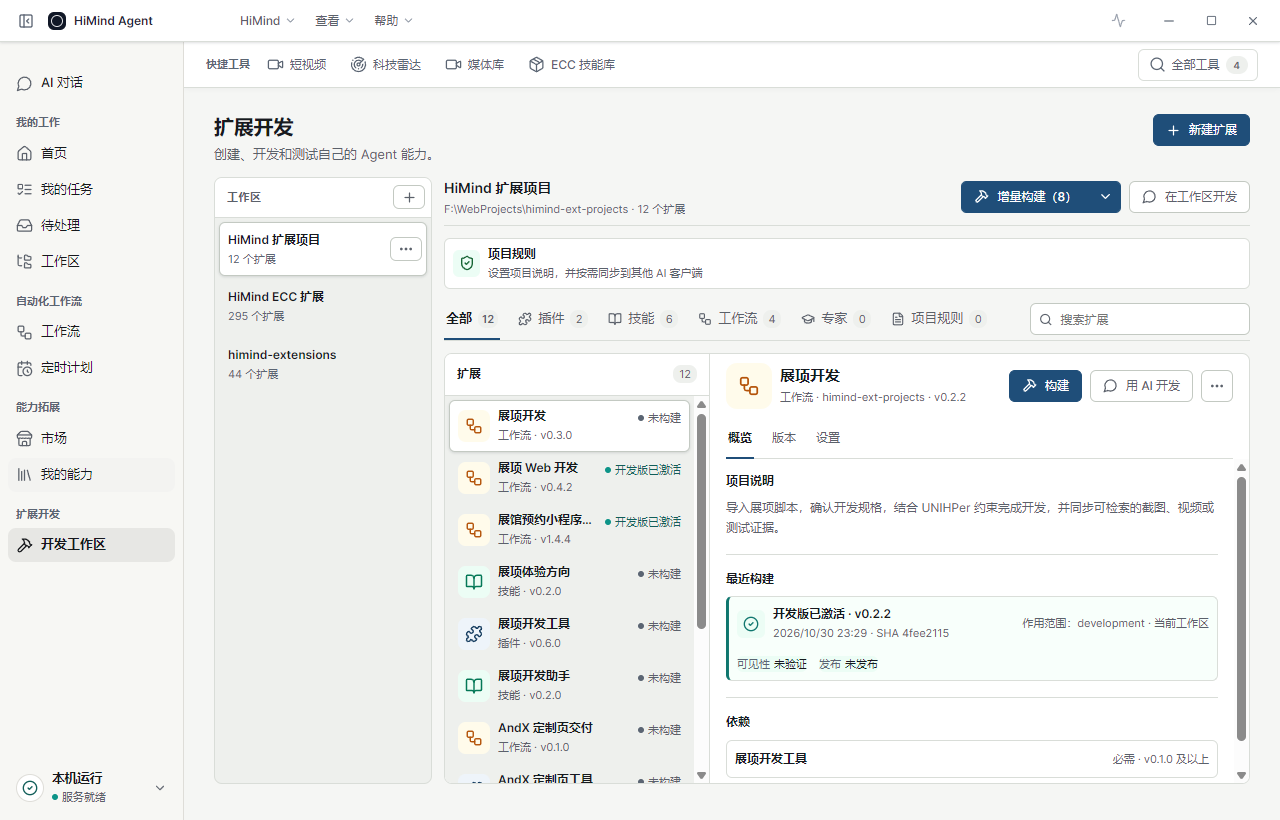 HiMind Agent
HiMind 查看 帮助
快捷工具 短视频 科技雷达 媒体库 ECC 技能库 全部工具 4
AI 对话
我的工作
首页
我的任务
待处理
工作区
自动化工作流
工作流
定时计划
能力拓展
市场
我的能力
扩展开发
开发工作区
本机运行
服务就绪
扩展开发
创建、开发和测试自己的 Agent 能力。
新建扩展
工作区
HiMind 扩展项目
12 个扩展
HiMind ECC 扩展
295 个扩展
himind-extensions
44 个扩展
HiMind 扩展项目
F:\WebProjects\himind-ext-projects · 12 个扩展
增量构建（8） 在工作区开发
项目规则
设置项目说明，并按需同步到其他 AI 客户端
全部 12 插件 2 技能 6 工作流 4 专家 0 项目规则 0 搜索扩展
扩展 12
展项开发 未构建
工作流 · v0.3.0
展项 Web 开发 开发版已激活
工作流 · v0.4.2
展馆预约小程序... 开发版已激活
工作流 · v1.4.4
展项体验方向 未构建
技能 · v0.2.0
展项开发工具 未构建
插件 · v0.6.0
展项开发助手 未构建
技能 · v0.2.0
AndX 定制页交付 未构建
工作流 · v0.1.0
AndX 定制页工具 未构建
展项开发
工作流 · himind-ext-projects · v0.2.2
构建 用 AI 开发
概览 版本 设置
项目说明
导入展项脚本，确认开发规格，结合 UNIHPer 约束完成开发，并同步可检索的截图、视频或
测试证据。
最近构建
开发版已激活 · v0.2.2
2026/10/30 23:29 · SHA 4fee2115
作用范围：development · 当前工作区
可见性 未验证 发布 未发布
依赖
展项开发工具 必需 · v0.1.0 及以上